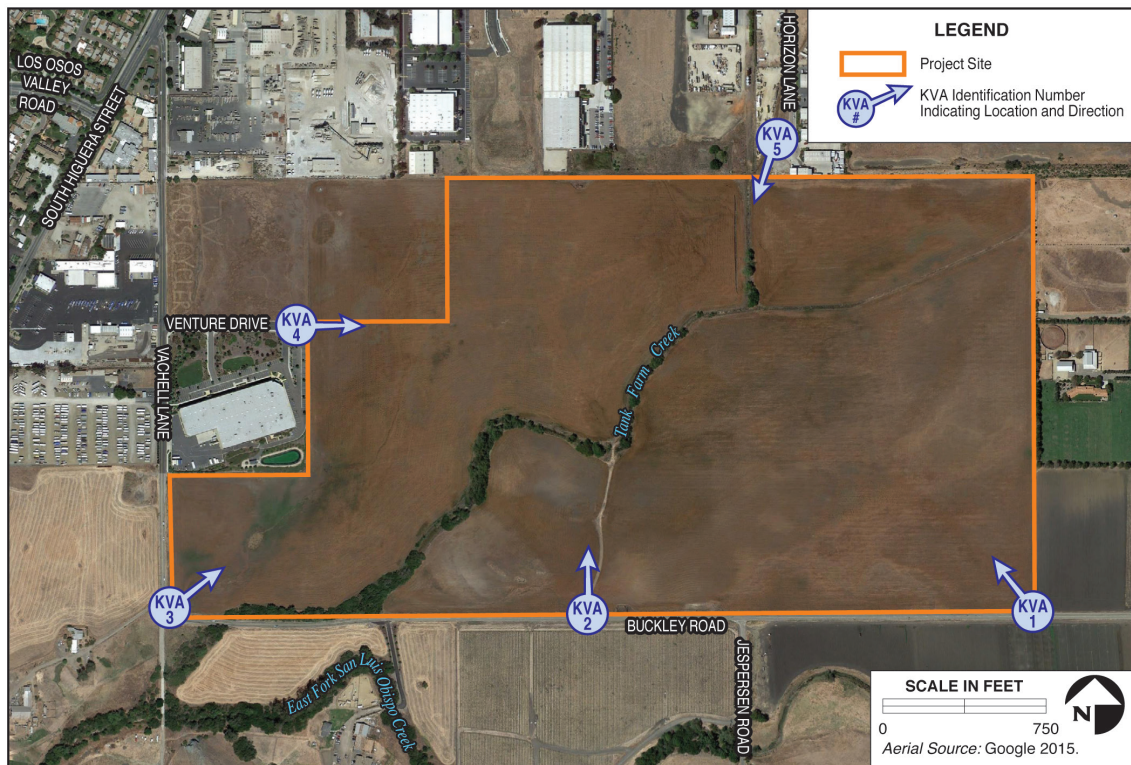 LOS OSOS
VALLEY
ROAD
SOUTH HIGUERA STREET
HORIZON LANE
LEGEND
Project Site
KVA
#
KVA Identification Number
Indicating Location and Direction
KVA
5
VENTURE DRIVE
KVA
4
VACHELL LANE
Tank Farm Creek
KVA
3
KVA
2
KVA
1
BUCKLEY ROAD
JESPERSEN ROAD
East Fork San Luis Obispo Creek
SCALE IN FEET
0
750
N
Aerial Source: Google 2015.